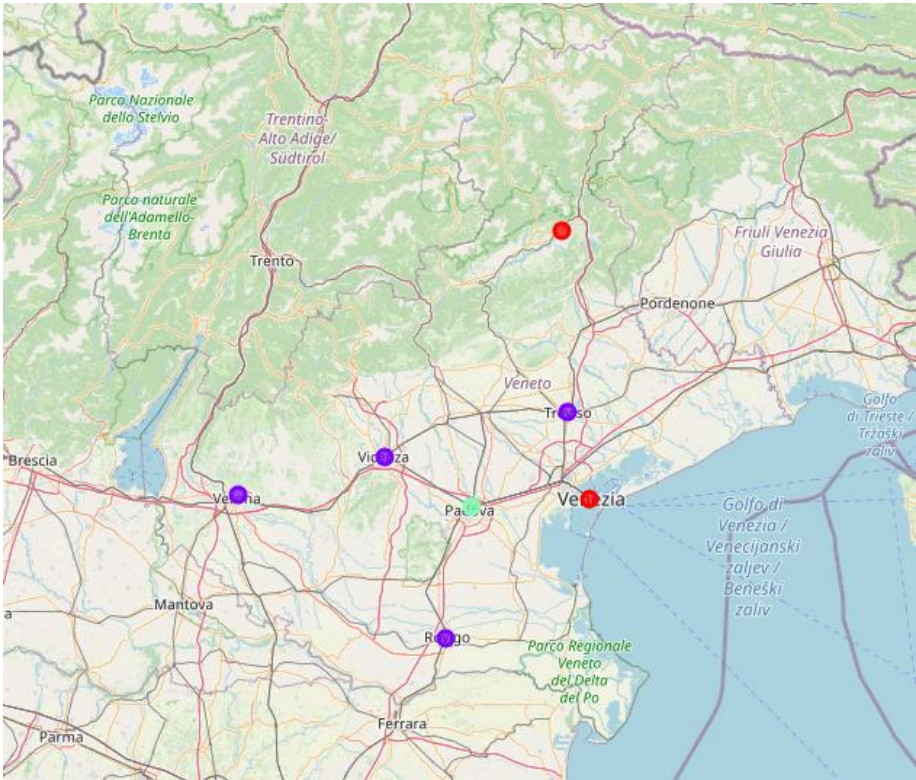 Parco Nazionale
dello Stelvio
Trentino-
Alto Adige/
Südtirol
Parco naturale
dell'Adamello-
Brenta
Friuli Venezia
Giulia
Trento
Pordenone
Veneto
Golfo
di Trieste /
Tržaški
zaliv
Brescia
Venezia
Golfo di
Venezia /
Venecijanski
zaljev /
Beneški
zaliv
Mantova
a
Parco Regionale
Veneto
del Delta
del Po
Ferrara
Parma